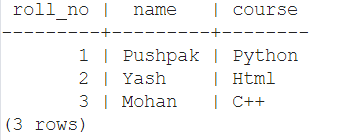 roll_no | name | course
---------+---------+--------
1 | Pushpak | Python
2 | Yash | Html
3 | Mohan | C++
(3 rows)